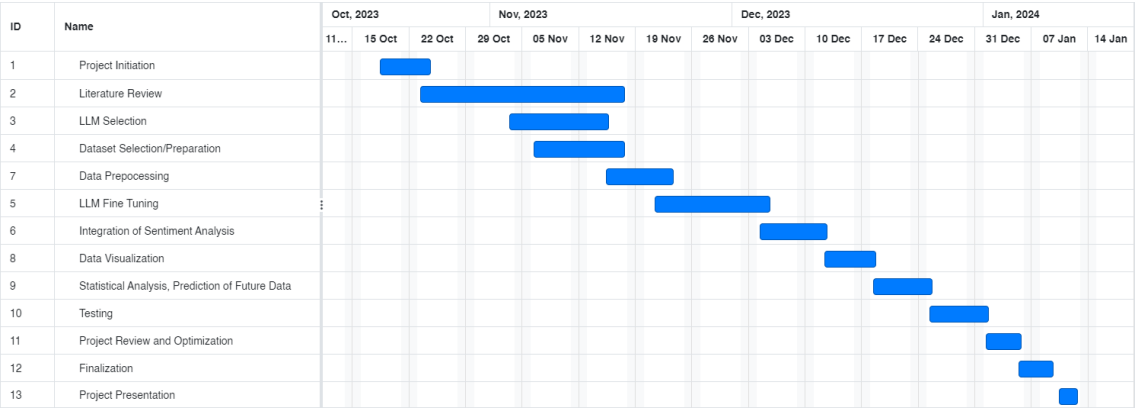 ID Name Oct, 2023 Nov, 2023 Dec, 2023 Jan, 2024
11... 15 Oct 22 Oct 29 Oct 05 Nov 12 Nov 19 Nov 26 Nov 03 Dec 10 Dec 17 Dec 24 Dec 31 Dec 07 Jan 14 Jan
1 Project Initiation
2 Literature Review
3 LLM Selection
4 Dataset Selection/Preparation
7 Data Prepocessing
5 LLM Fine Tuning
6 Integration of Sentiment Analysis
8 Data Visualization
9 Statistical Analysis, Prediction of Future Data
10 Testing
11 Project Review and Optimization
12 Finalization
13 Project Presentation